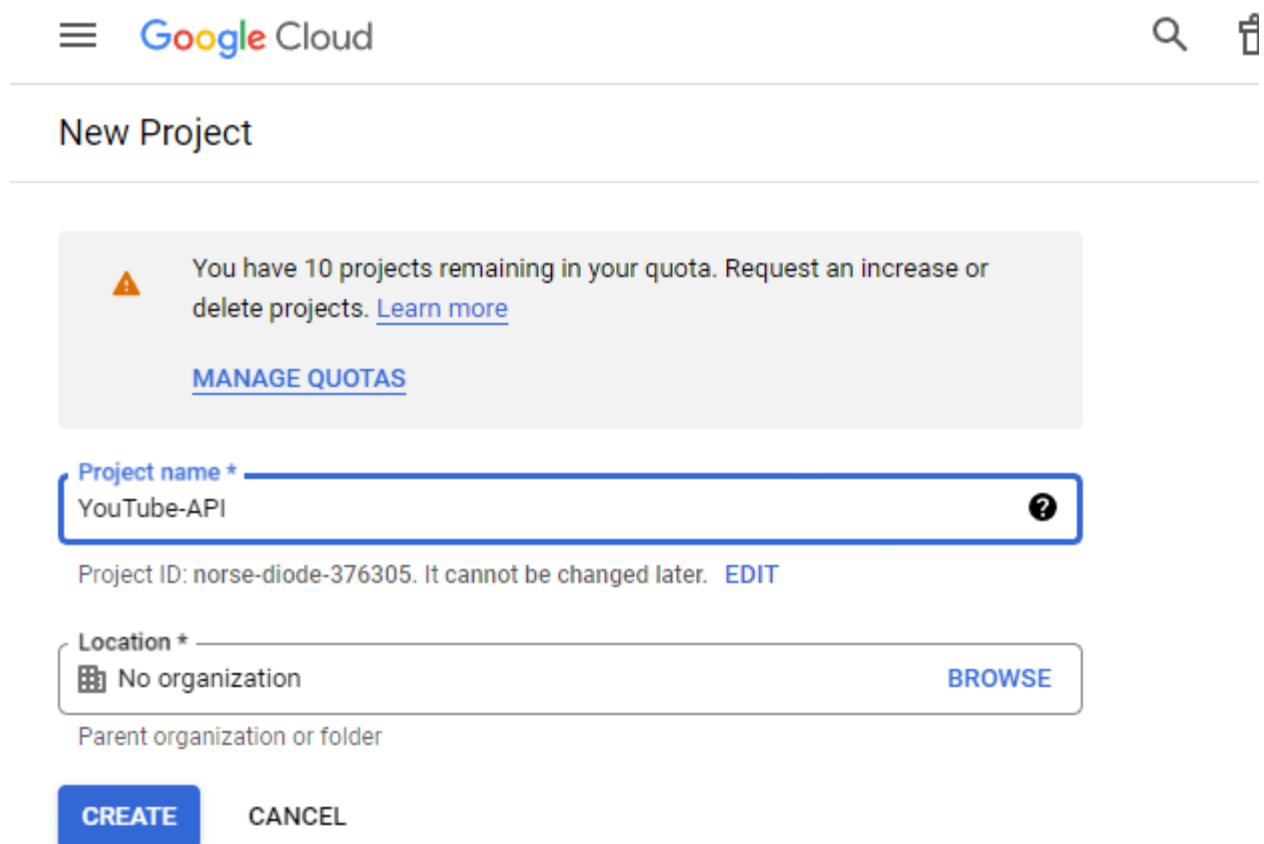 Google Cloud
New Project
You have 10 projects remaining in your quota. Request an increase or
delete projects. Learn more
MANAGE QUOTAS
Project name *
YouTube-API
Project ID: norse-diode-376305. It cannot be changed later. EDIT
Location *
No organization BROWSE
Parent organization or folder
CREATE CANCEL